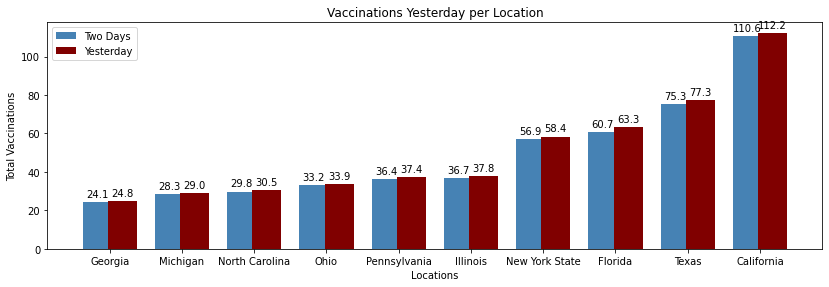 Vaccinations Yesterday per Location
Two Days
Yesterday
Total Vaccinations
100
80
60
40
20
0
24.1 24.8
28.3 29.0
29.8 30.5
33.2 33.9
36.4 37.4
36.7 37.8
56.9 58.4
60.7 63.3
75.3 77.3
110.6 112.2
Georgia
Michigan
North Carolina
Ohio
Pennsylvania
Illinois
New York State
Florida
Texas
California
Locations